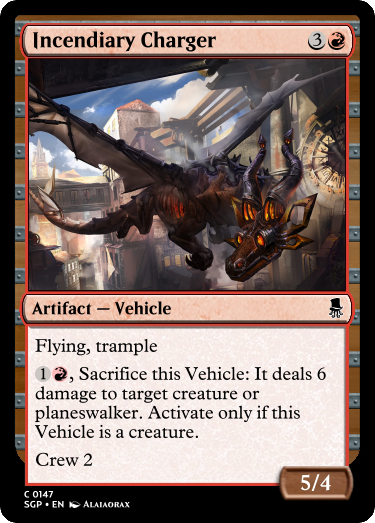 Incendiary Charger 3
Artifact — Vehicle
Flying, trample
1, Sacrifice this Vehicle: It deals 6
damage to target creature or
planeswalker. Activate only if this
Vehicle is a creature.
Crew 2
5/4
C 0147
SGP • EN Alaiaorax